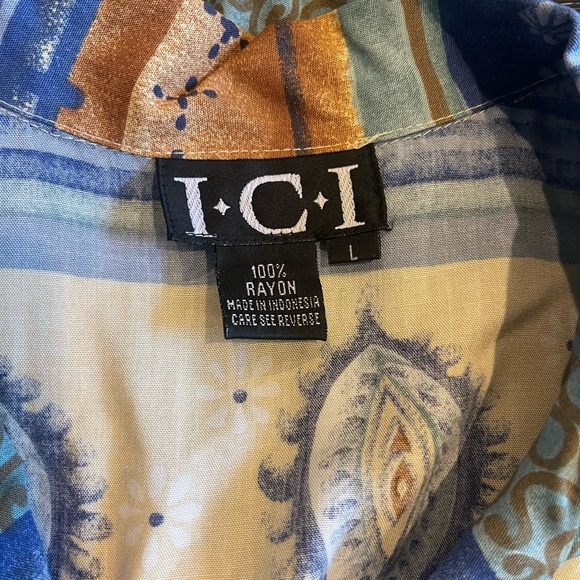 I·C·I
L
100%
RAYON
MADE IN INDONESIA
CARE SEE REVERSE